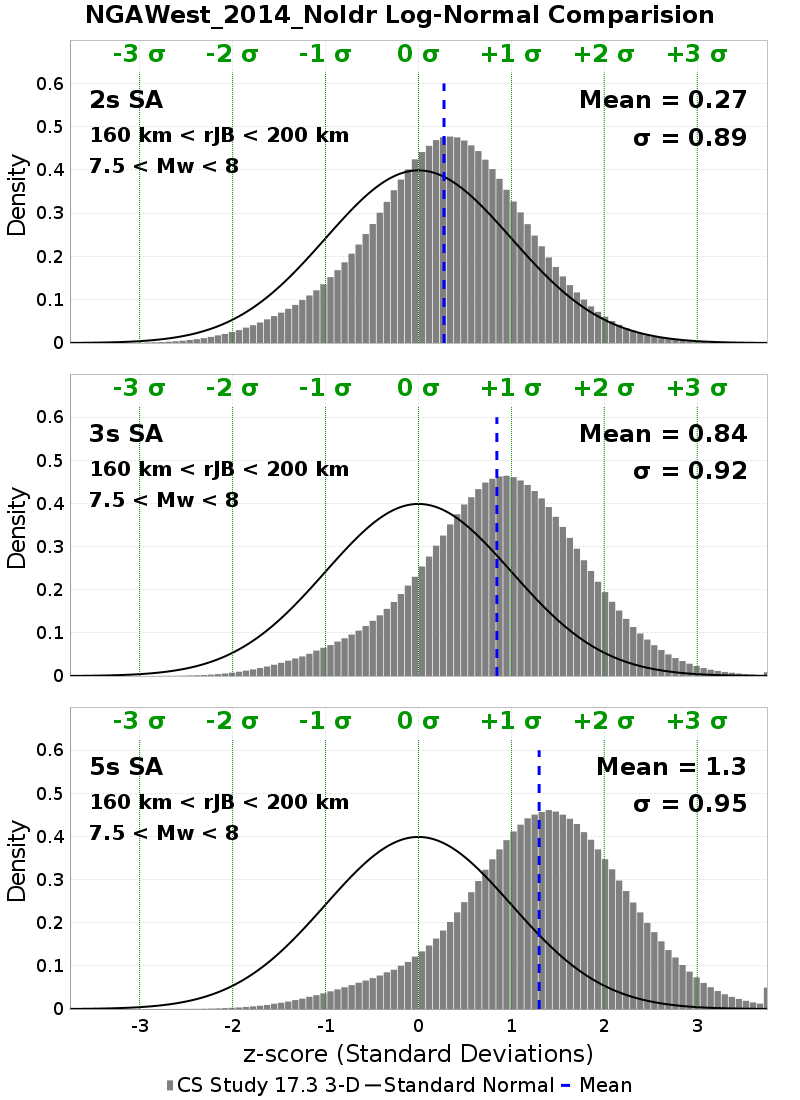 NGAWest_2014_NoIdr Log-Normal Comparision
-3 σ -2 σ -1 σ 0 σ +1 σ +2 σ +3 σ
0.6
2s SA Mean = 0.27
0.5
160 km < rJB < 200 km σ = 0.89
7.5 < Mw < 8
0.4
Density
0.3
0.2
0.1
0
-3 σ -2 σ -1 σ 0 σ +1 σ +2 σ +3 σ
0.6
3s SA Mean = 0.84
0.5
160 km < rJB < 200 km σ = 0.92
7.5 < Mw < 8
0.4
Density
0.3
0.2
0.1
0
-3 σ -2 σ -1 σ 0 σ +1 σ +2 σ +3 σ
0.6
5s SA Mean = 1.3
0.5
160 km < rJB < 200 km σ = 0.95
7.5 < Mw < 8
0.4
Density
0.3
0.2
0.1
0
-3 -2 -1 0 1 2 3
z-score (Standard Deviations)
CS Study 17.3 3-D Standard Normal Mean